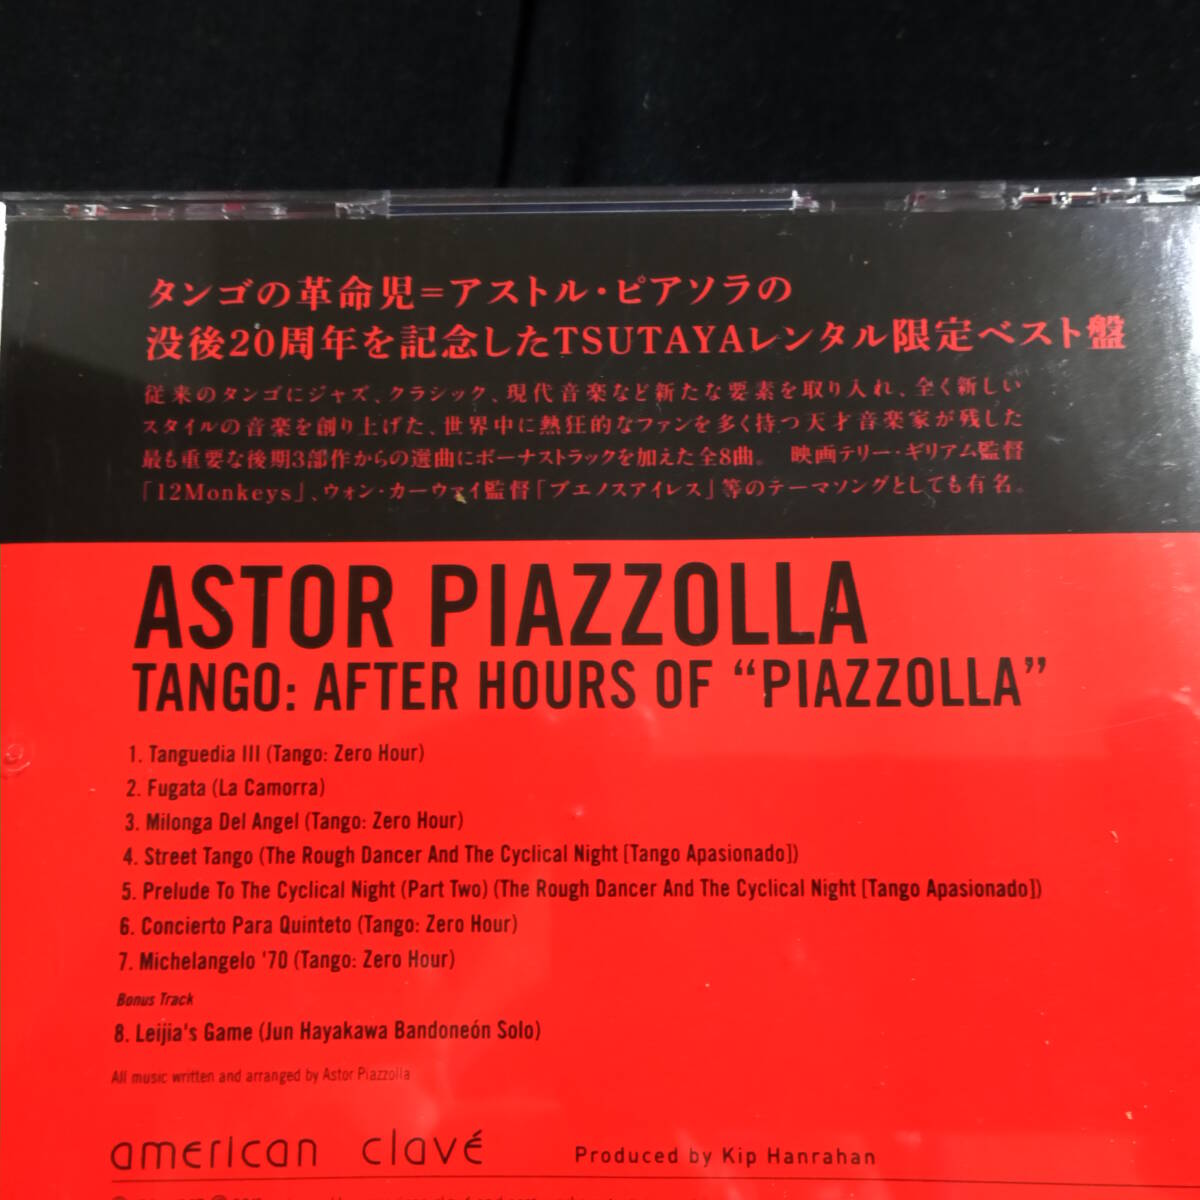 タンゴの革命児=アストル・ピアソラの
没後20周年を記念したTSUTAYAレンタル限定ベスト盤
従来のタンゴにジャズ、クラシック、現代音楽など新たな要素を取り入れ、全く新しい
スタイルの音楽を創り上げた、世界中に熱狂的なファンを多く持つ天才音楽家が残した
最も重要な後期3部作からの選曲にボーナストラックを加えた全8曲。 映画テリー・ギリアム監督
「12Monkeys」、ウォン・カーウァイ監督「ブエノスアイレス」等のテーマソングとしても有名。
ASTOR PIAZZOLLA
TANGO: AFTER HOURS OF “PIAZZOLLA”
1. Tanguedia III (Tango: Zero Hour)
2. Fugata (La Camorra)
3. Milonga Del Angel (Tango: Zero Hour)
4. Street Tango (The Rough Dancer And The Cyclical Night [Tango Apasionado])
5. Prelude To The Cyclical Night (Part Two) (The Rough Dancer And The Cyclical Night [Tango Apasionado])
6. Concierto Para Quinteto (Tango: Zero Hour)
7. Michelangelo '70 (Tango: Zero Hour)
Bonus Track
8. Leijia's Game (Jun Hayakawa Bandoneón Solo)
All music written and arranged by Astor Piazzolla
american clavé
Produced by Kip Hanrahan